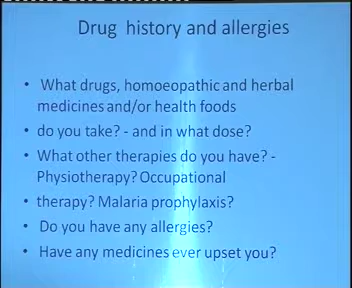 Drug history and allergies
• What drugs, homoeopathic and herbal
medicines and/or health foods
• do you take? - and in what dose?
• What other therapies do you have? -
Physiotherapy? Occupational
• therapy? Malaria prophylaxis?
• Do you have any allergies?
• Have any medicines ever upset you?